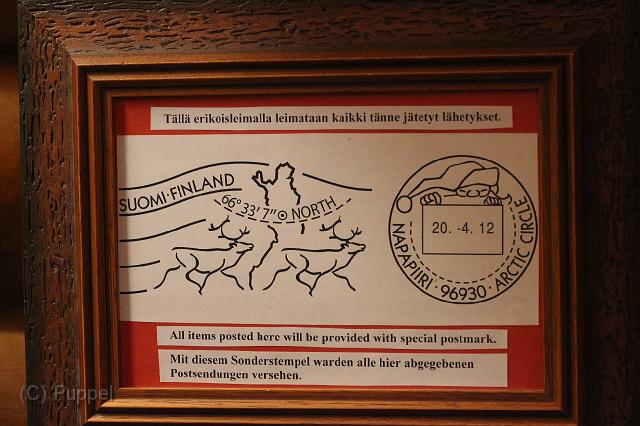 Tällä erikoisleimalla leimataan kaikki tänne jätetyt lähetykset.
SUOMI·FINLAND
66°33'7"⊙ NORTH
20. -4. 12
NAPAPIIRI · 96930 · ARCTIC CIRCLE
All items posted here will be provided with special postmark.
Mit diesem Sonderstempel warden alle hier abgegebenen
Postsendungen versehen.
(C) Puppel